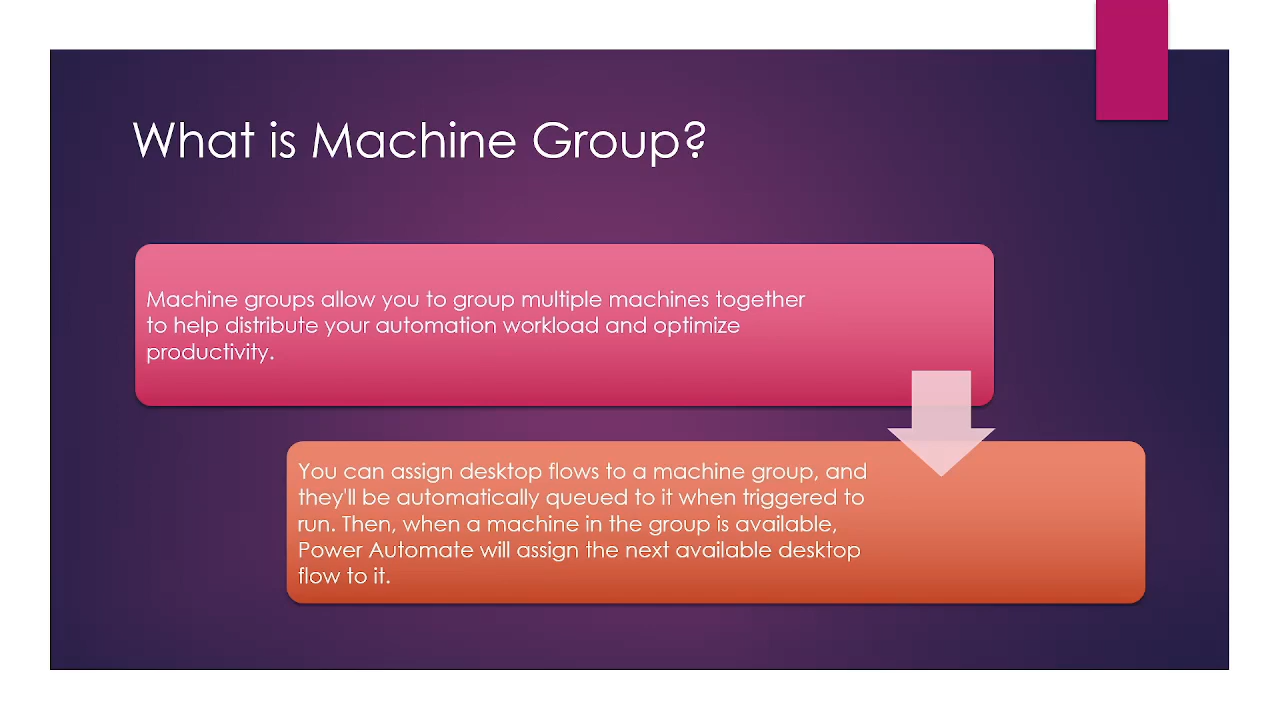 What is Machine Group?
Machine groups allow you to group multiple machines together
to help distribute your automation workload and optimize
productivity.
You can assign desktop flows to a machine group, and
they'll be automatically queued to it when triggered to
run. Then, when a machine in the group is available,
Power Automate will assign the next available desktop
flow to it.